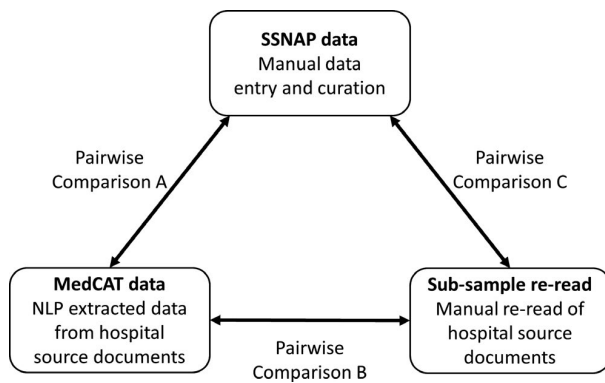 SSNAP data
Manual data
entry and curation
Pairwise
Comparison A
Pairwise
Comparison C
MedCAT data
NLP extracted data
from hospital
source documents
Sub-sample re-read
Manual re-read of
hospital source
documents
Pairwise
Comparison B